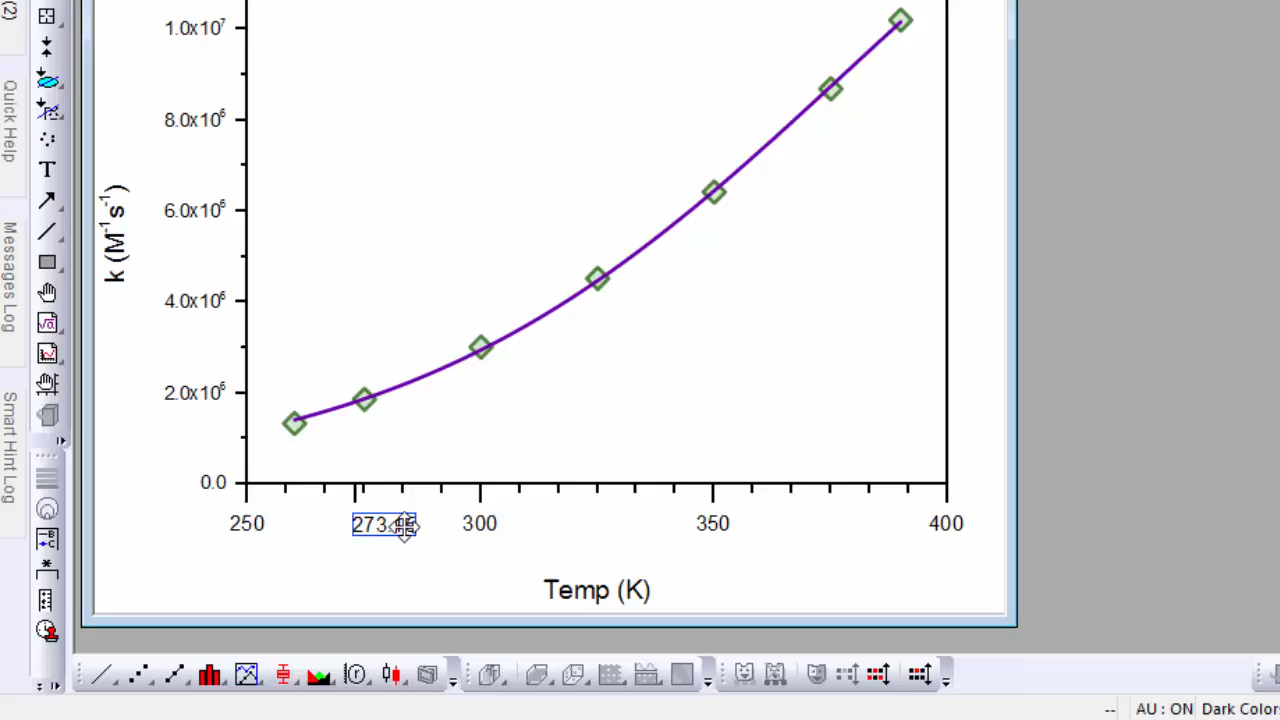 (2)
Quick Help
Messages Log
Smart Hint Log
1.0x10⁷
8.0x10⁶
6.0x10⁶
4.0x10⁶
2.0x10⁶
0.0
k (M⁻¹s⁻¹)
250
273
300
350
400
Temp (K)
-- AU : ON Dark Color